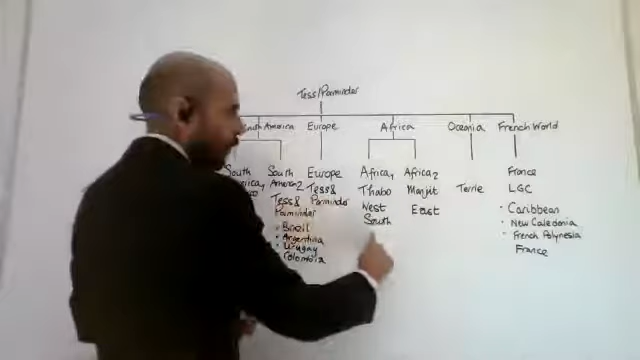 Tess/Parminder
South America
Europe
Africa
Oceania
French World
South
South
America 2
Tess &
Parminder
• Brazil
• Argentina
• Urugay
Colombia
Europe
Tess &
Parminder
Africa 1
Thabo
West
South
Africa 2
Manjit
East
Terrie
France
LGC
• Caribbean
• New Caledonia
• French Polynesia
France